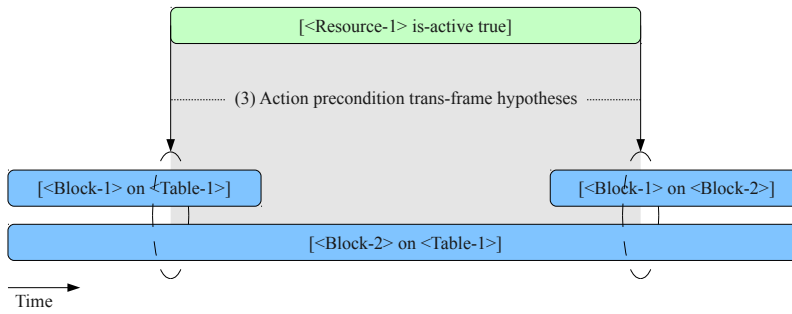 [<Resource-1> is-active true]
(3) Action precondition trans-frame hypotheses
[<Block-1> on <Table-1>]
[<Block-1> on <Block-2>]
[<Block-2> on <Table-1>]
Time